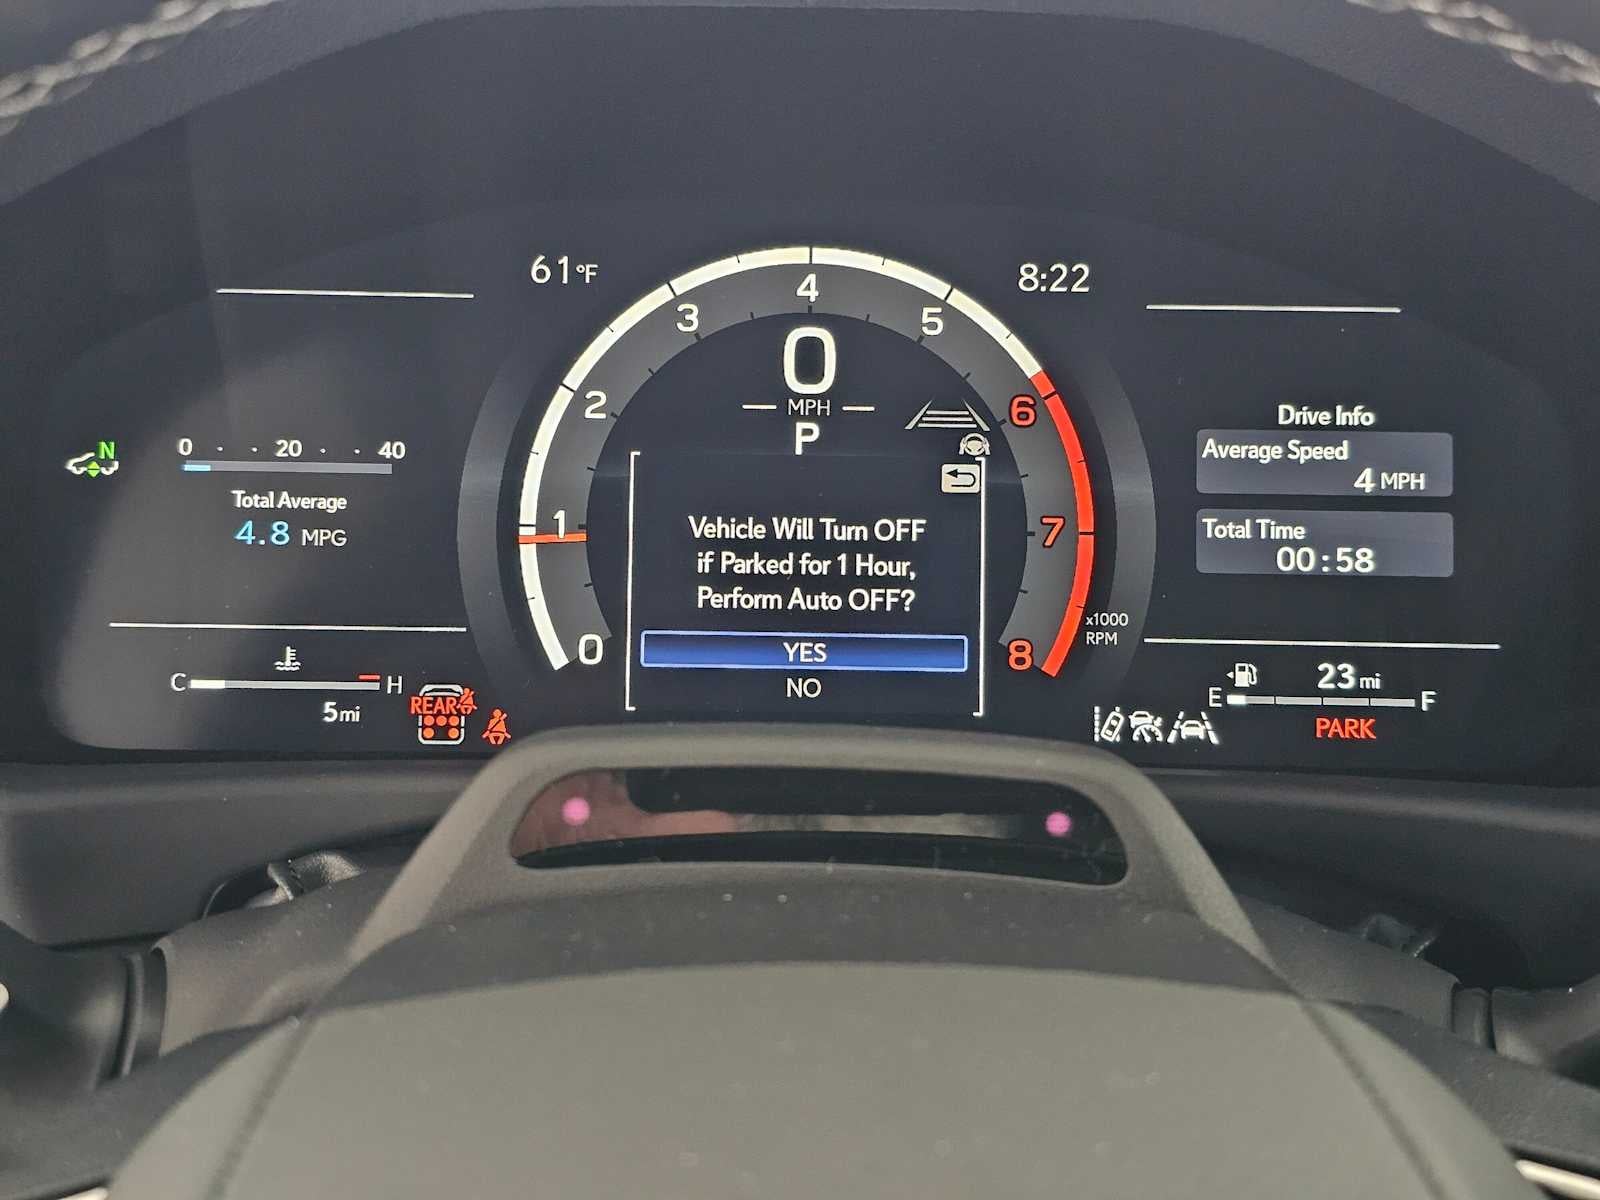 61°F
8:22
0 1 2 3 4 5 6 7 8
x1000
RPM
0
MPH
P
N
0 20 40
Total Average
4.8 MPG
Vehicle Will Turn OFF
if Parked for 1 Hour,
Perform Auto OFF?
YES
NO
Drive Info
Average Speed
4 MPH
Total Time
00:58
C H
5 mi
REAR
23 mi
E F
PARK